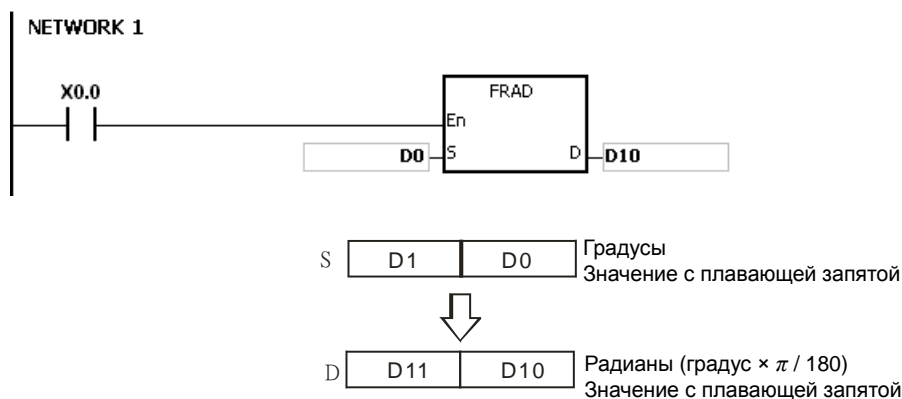 NETWORK 1
X0.0
FRAD
En
D0 S D D10
S D1 D0 Градусы
Значение с плавающей запятой
D D11 D10 Радианы (градус × π / 180)
Значение с плавающей запятой